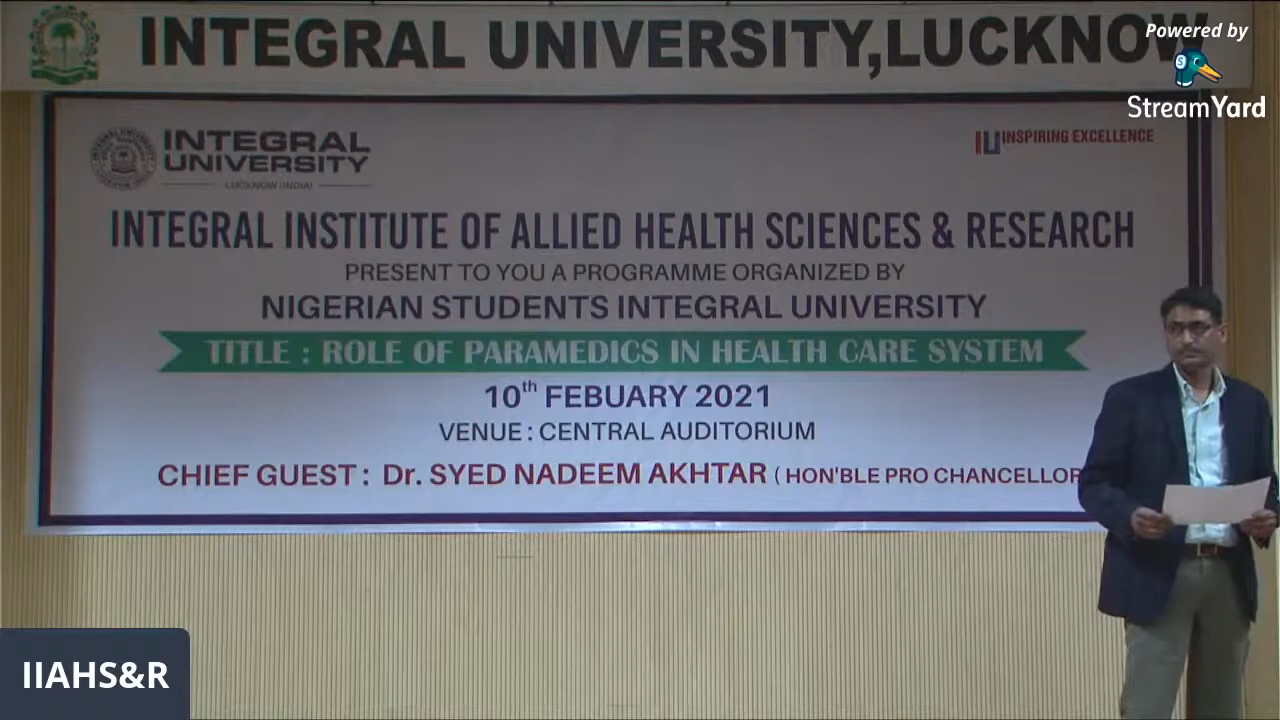 INTEGRAL UNIVERSITY,LUCKNOW
Powered by
StreamYard
INTEGRAL
UNIVERSITY
LUCKNOW (INDIA)
IU INSPIRING EXCELLENCE
INTEGRAL INSTITUTE OF ALLIED HEALTH SCIENCES & RESEARCH
PRESENT TO YOU A PROGRAMME ORGANIZED BY
NIGERIAN STUDENTS INTEGRAL UNIVERSITY
TITLE : ROLE OF PARAMEDICS IN HEALTH CARE SYSTEM
10th FEBUARY 2021
VENUE : CENTRAL AUDITORIUM
CHIEF GUEST : Dr. SYED NADEEM AKHTAR ( HON'BLE PRO CHANCELLOR
IIAHS&R